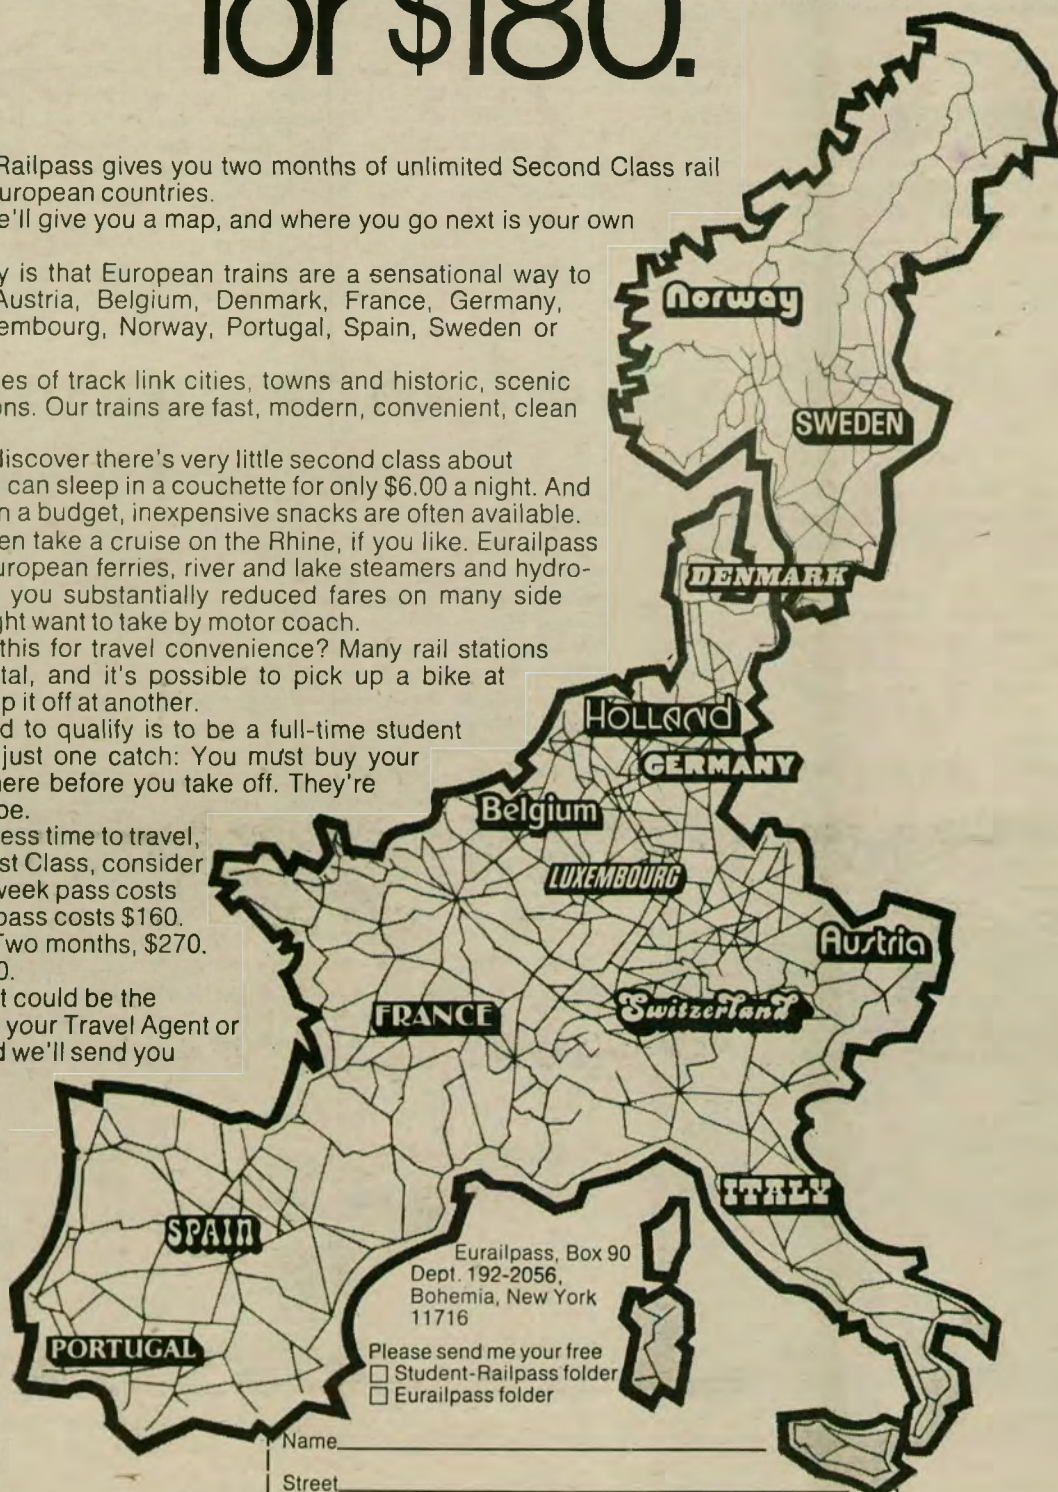 for $180.
Railpass gives you two months of unlimited Second Class rail
uropean countries.
e'll give you a map, and where you go next is your own
y is that European trains are a sensational way to
Austria, Belgium, Denmark, France, Germany,
embourg, Norway, Portugal, Spain, Sweden or
es of track link cities, towns and historic, scenic
ons. Our trains are fast, modern, convenient, clean
discover there's very little second class about
can sleep in a couchette for only $6.00 a night. And
n a budget, inexpensive snacks are often available.
en take a cruise on the Rhine, if you like. Eurailpass
uropean ferries, river and lake steamers and hydro-
you substantially reduced fares on many side
ght want to take by motor coach.
this for travel convenience? Many rail stations
tal, and it's possible to pick up a bike at
p it off at another.
d to qualify is to be a full-time student
just one catch: You must buy your
here before you take off. They're
pe.
ess time to travel,
st Class, consider
week pass costs
pass costs $160.
Two months, $270.
0.
t could be the
your Travel Agent or
d we'll send you
Norway
SWEDEN
DENMARK
HOLLAND
GERMANY
Belgium
LUXEMBOURG
Austria
FRANCE
Switzerland
ITALY
SPAIN
PORTUGAL
Eurailpass, Box 90
Dept. 192-2056,
Bohemia, New York
11716
Please send me your free
□ Student-Railpass folder
□ Eurailpass folder
Name
Street